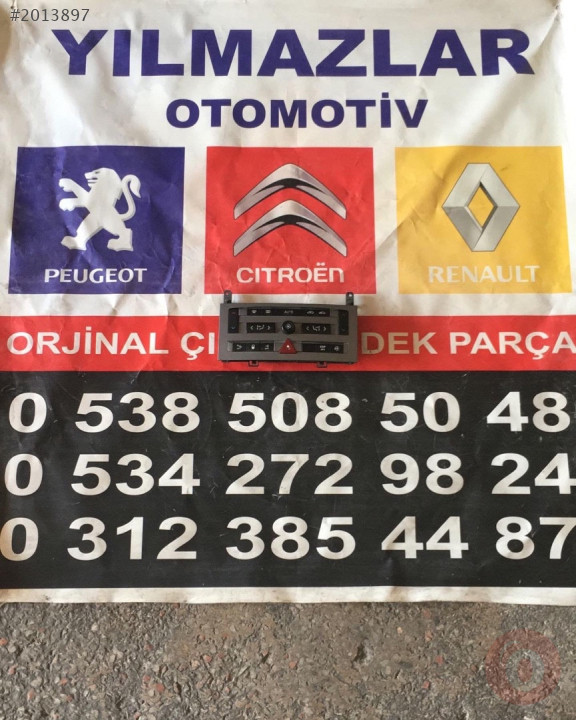 #2013897
YILMAZLAR
OTOMOTİV
PEUGEOT CITROËN RENAULT
ORJİNAL ÇI DEK PARÇA
0 538 508 50 48
0 534 272 98 24
0 312 385 44 87